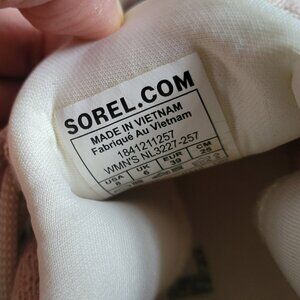 SOREL.COM
MADE IN VIETNAM
Fabriqué Au Vietnam
1841211257
WMN'S NL3227-257
USA UK EUR CM
8 6 39 25